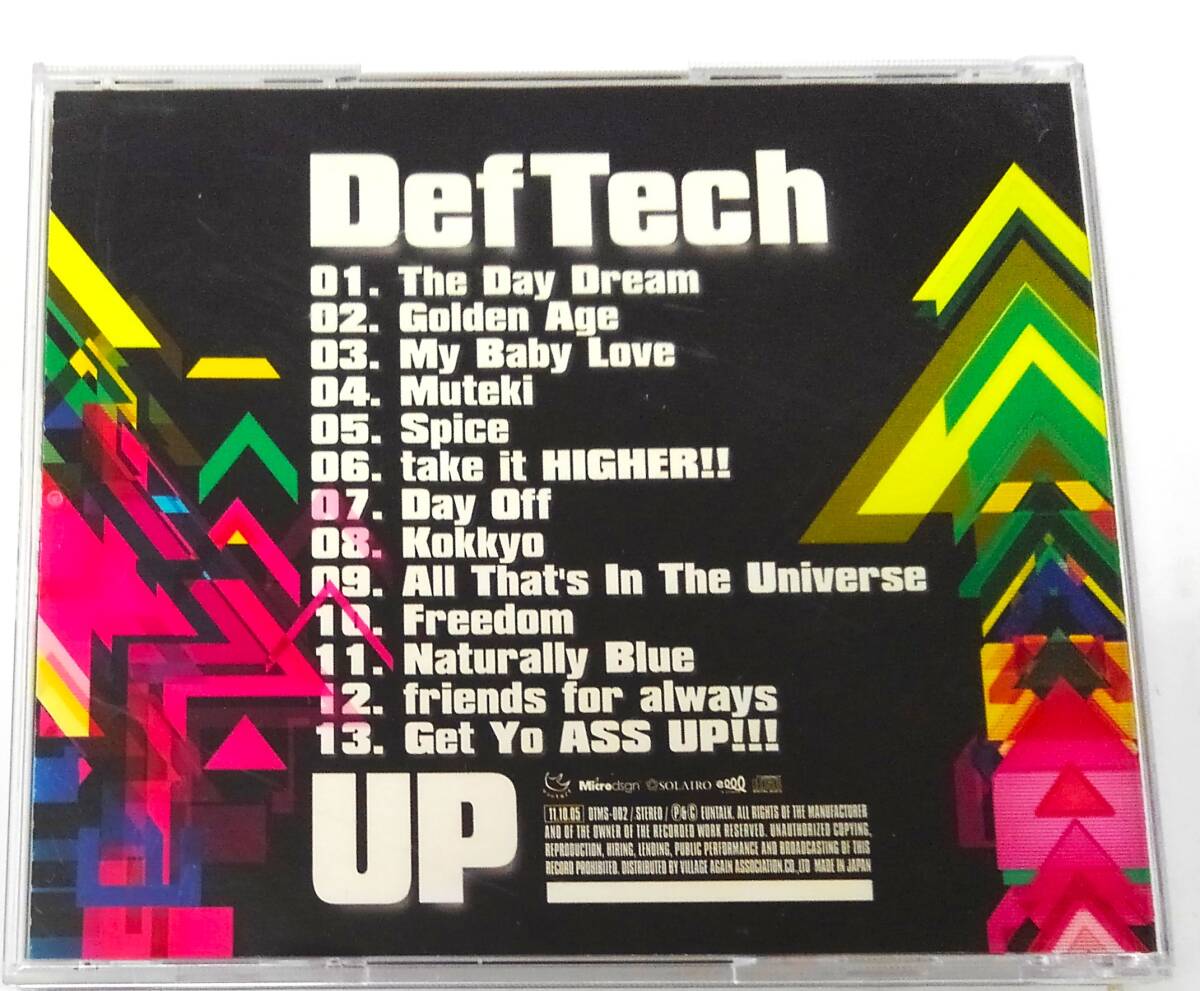 DefTech
01. The Day Dream
02. Golden Age
03. My Baby Love
04. Muteki
05. Spice
06. take it HIGHER!!
07. Day Off
08. Kokkyo
09. All That's In The Universe
10. Freedom
11. Naturally Blue
12. friends for always
13. Get Yo ASS UP!!!
UP
Microdsgn SOLATRO
11.10.05 DTMS-002 / STEREO / Ⓟ&© EUNTALK. ALL RIGHTS OF THE MANUFACTURER
AND OF THE OWNER OF THE RECORDED WORK RESERVED. UNAUTHORIZED COPYING,
REPRODUCTION, HIRING, LENDING, PUBLIC PERFORMANCE AND BROADCASTING OF THIS
RECORD PROHIBITED. DISTRIBUTED BY VILLAGE AGAIN ASSOCIATION.CO.,LTD MADE IN JAPAN